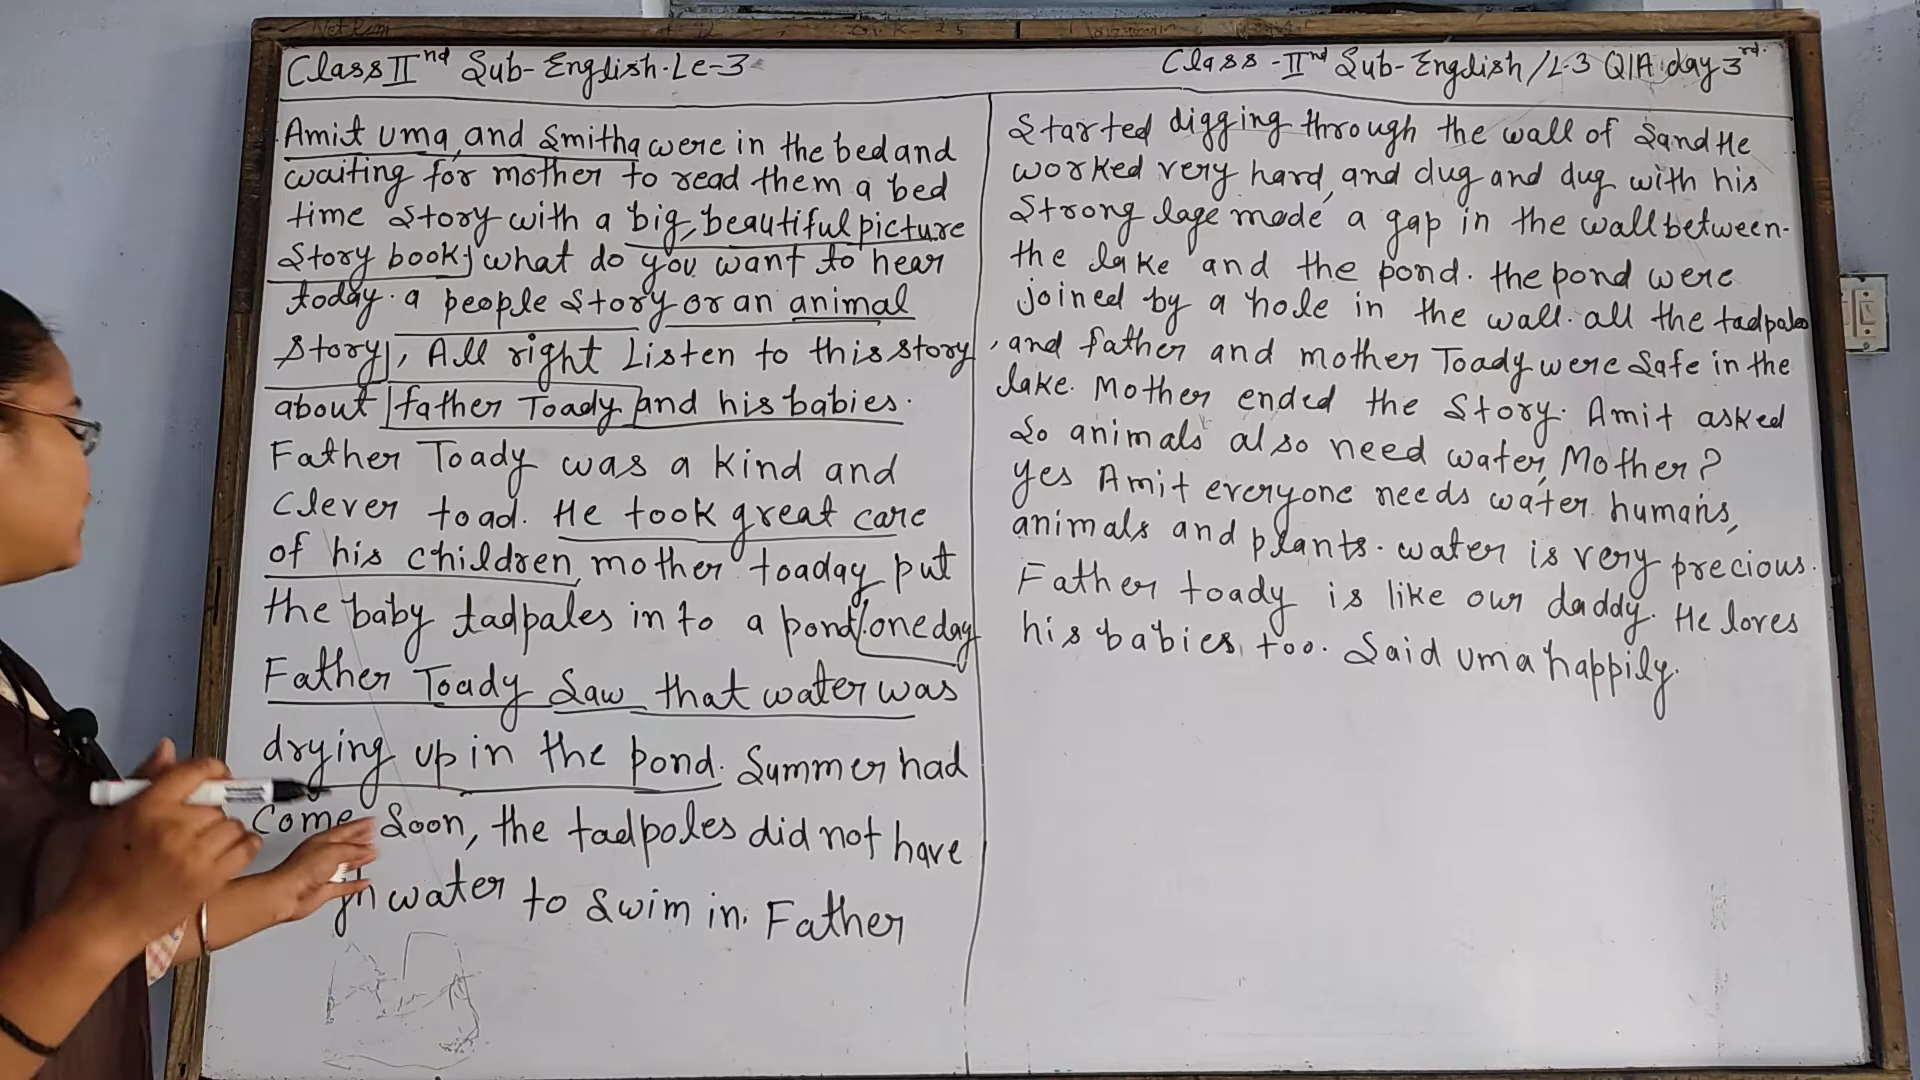 Class IInd Sub- English. Le-3
Amit uma, and Smitha were in the bed and
waiting for mother to read them a bed
time Story with a big, beautiful picture
Story book, what do you want to hear
today. a people Story or an animal
Story, All right Listen to this story
about father Toady and his babies.
Father Toady was a kind and
Clever toad. He took great care
of his children, mother toaday put
the baby tadpales in to a pond. one day
Father Toady Saw that water was
drying up in the pond. Summer had
Come Soon, the tadpoles did not have
water to Swim in. Father
Class - IInd Sub- English / L-3 Q/A day 3rd.
Started digging through the wall of Sand He
worked very hard, and dug and dug with his
Strong lage made a gap in the wall between-
the lake and the pond. the pond were
joined by a hole in the wall. all the tadpales
, and father and mother Toady were Safe in the
lake. Mother ended the Story. Amit asked
So animals also need water, Mother?
yes Amit everyone needs water. humans,
animals and plants. water is very precious.
Father toady is like our daddy. He loves
his babies, too. Said uma happily.